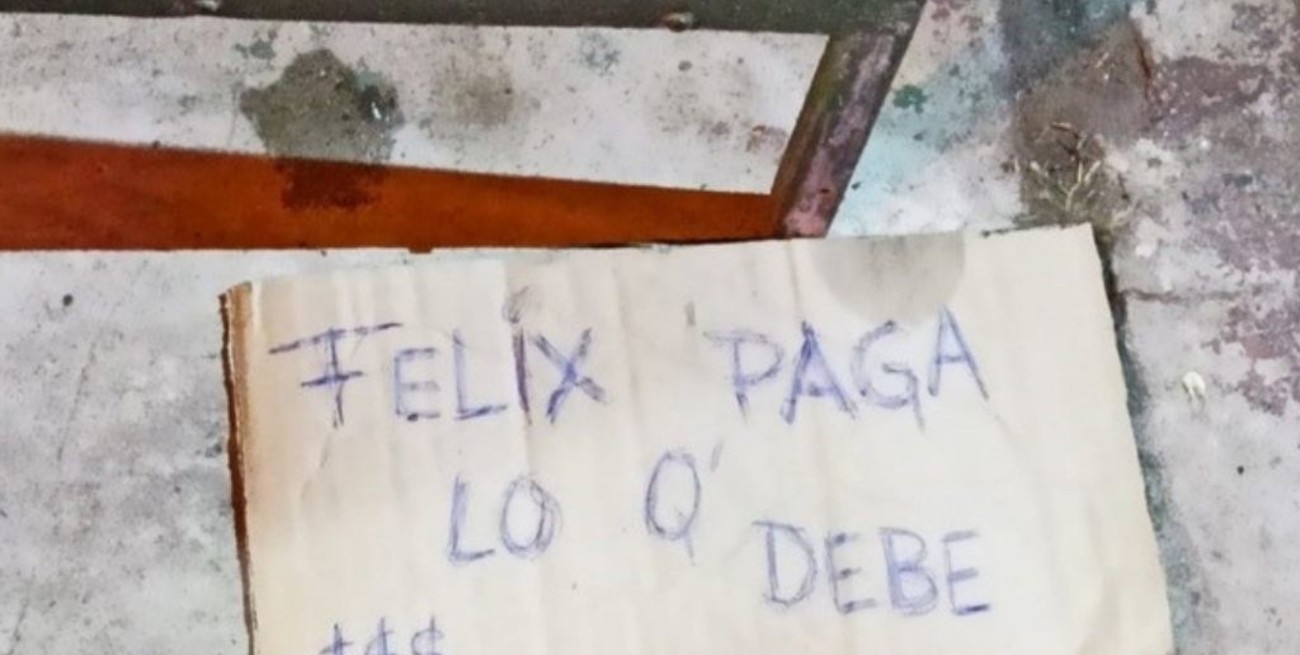 FELIX PAGA
LO Q'
DEBE
$$$